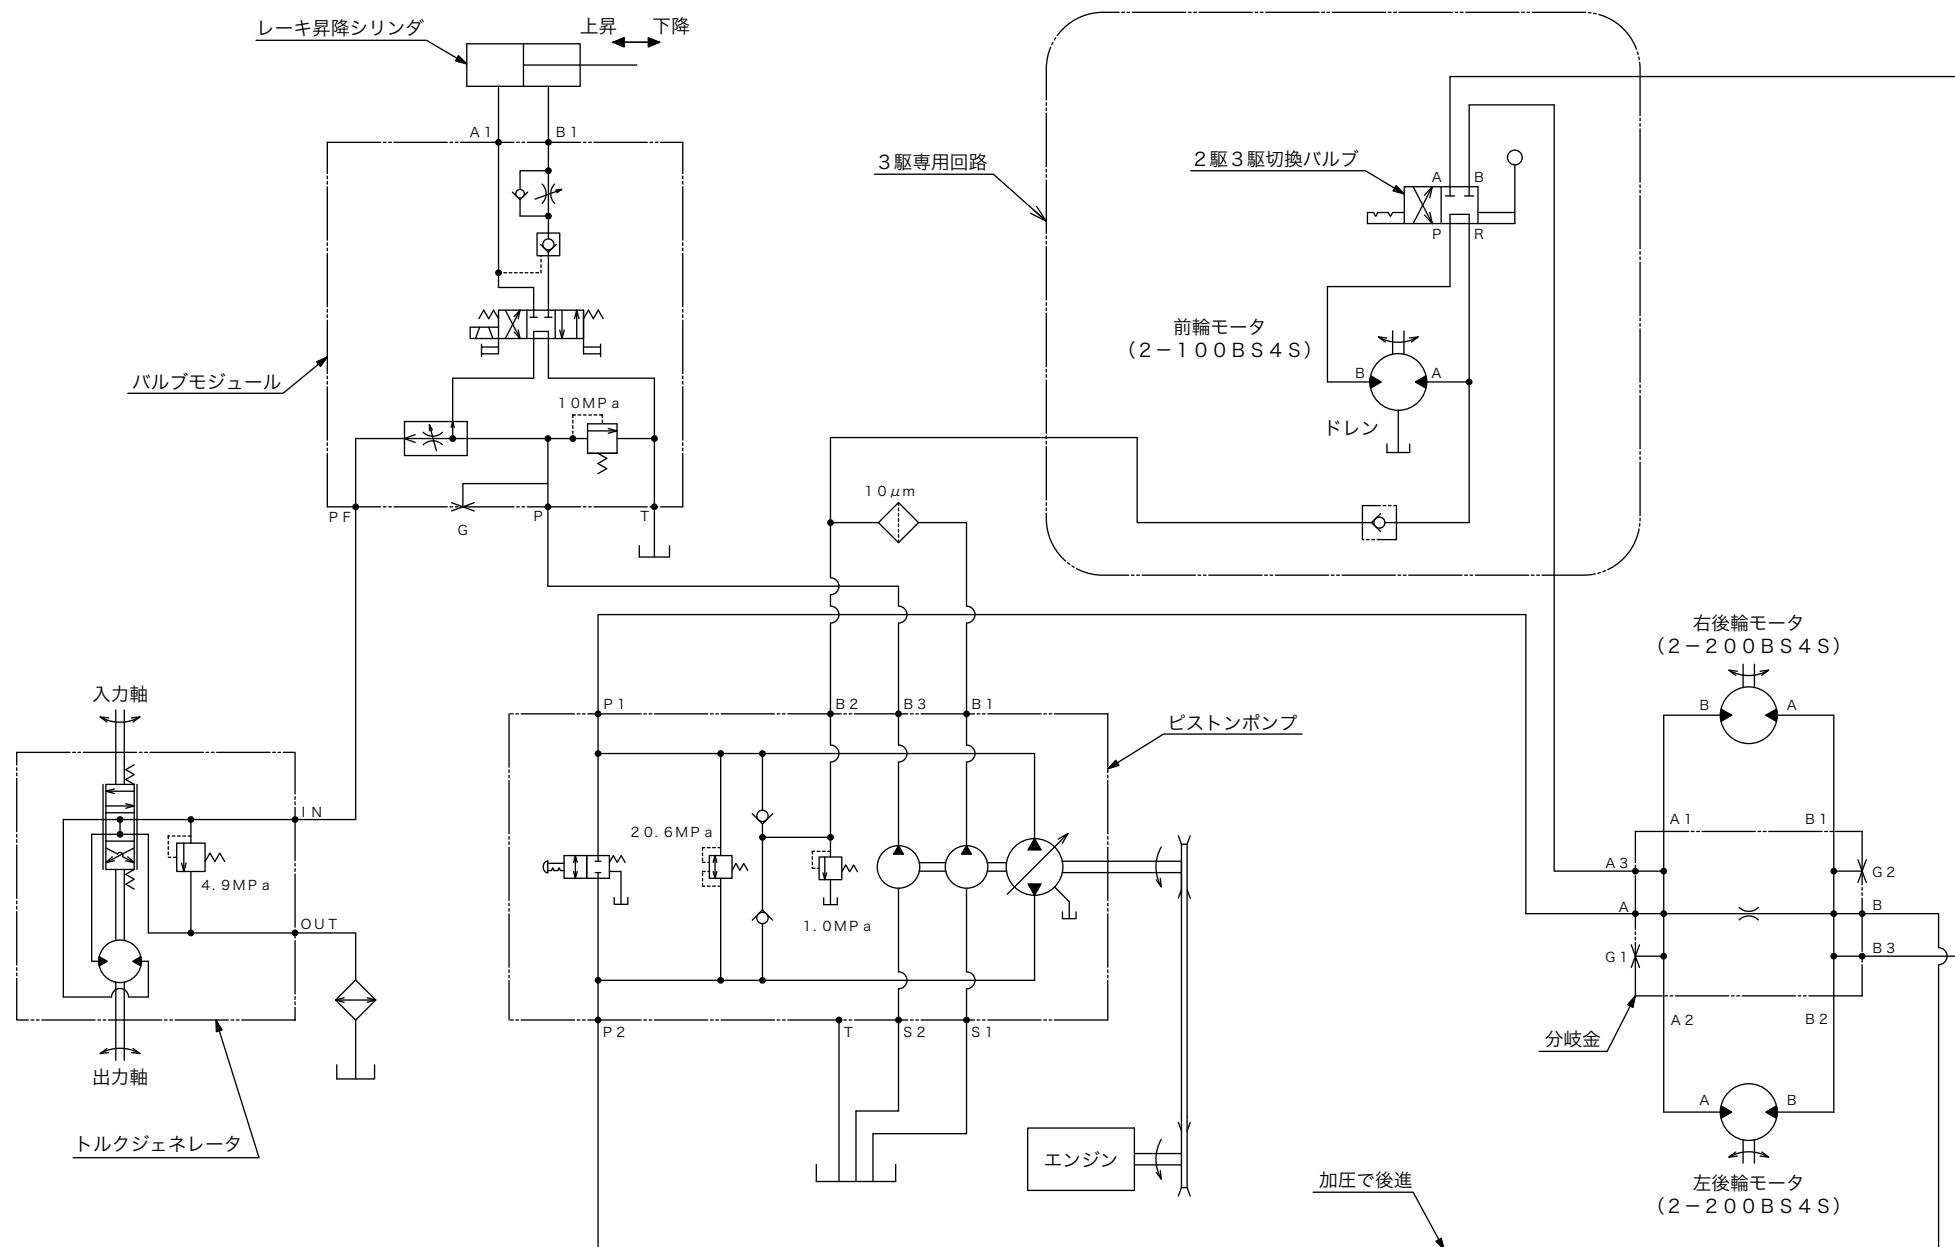 レーキ昇降シリンダ
上昇
下降
A1
B1
3駆専用回路
2駆3駆切換バルブ
A
B
P
R
バルブモジュール
10MPa
前輪モータ
(2-100BS4S)
B
A
ドレン
PF
G
P
T
10μm
右後輪モータ
(2-200BS4S)
B
A
入力軸
P1
B2
B3
B1
ピストンポンプ
IN
4.9MPa
OUT
出力軸
トルクジェネレータ
20.6MPa
1.0MPa
P2
T
S2
S1
エンジン
A1
B1
A3
G2
A
B
G1
B3
A2
B2
分岐金
A
B
左後輪モータ
(2-200BS4S)
加圧で後進